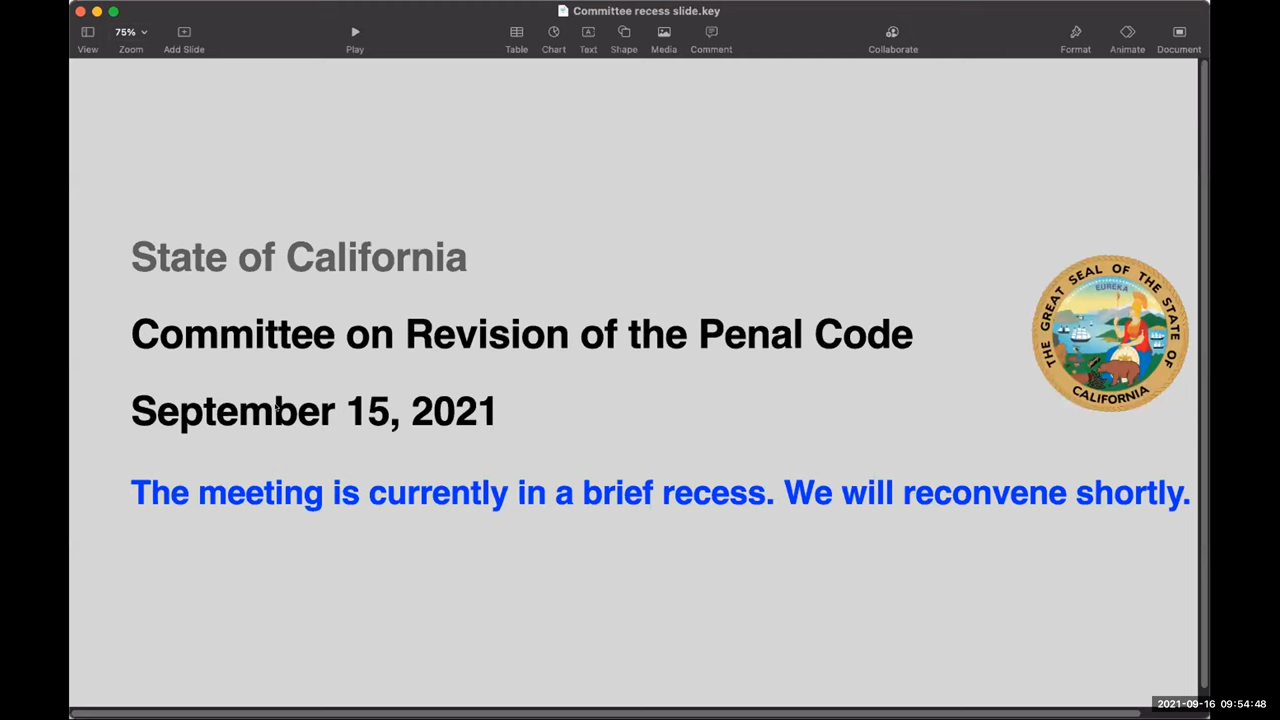 Committee recess slide.key
75%
View Zoom Add Slide Play Table Chart Text Shape Media Comment Collaborate Format Animate Document
State of California
THE GREAT SEAL OF THE STATE OF CALIFORNIA
EUREKA
Committee on Revision of the Penal Code
September 15, 2021
The meeting is currently in a brief recess. We will reconvene shortly.
2021-09-16 09:54:48